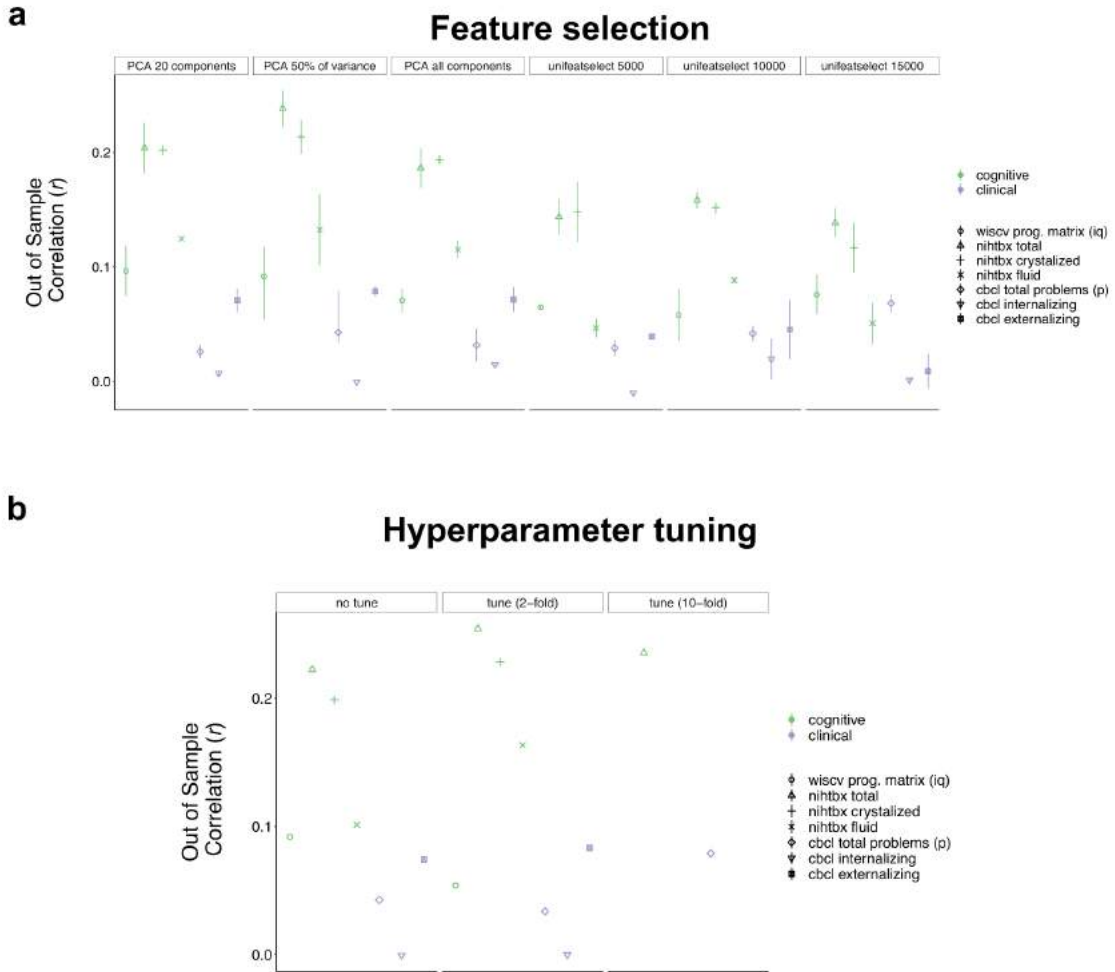 a
Feature selection
PCA 20 components
PCA 50% of variance
PCA all components
unifeatselect 5000
unifeatselect 10000
unifeatselect 15000
Out of Sample
Correlation (r)
0.2
0.1
0.0
cognitive
clinical
wiscv prog. matrix (iq)
nihtbx total
nihtbx crystalized
nihtbx fluid
cbcl total problems (p)
cbcl internalizing
cbcl externalizing
b
Hyperparameter tuning
no tune
tune (2-fold)
tune (10-fold)
Out of Sample
Correlation (r)
0.2
0.1
0.0
cognitive
clinical
wiscv prog. matrix (iq)
nihtbx total
nihtbx crystalized
nihtbx fluid
cbcl total problems (p)
cbcl internalizing
cbcl externalizing